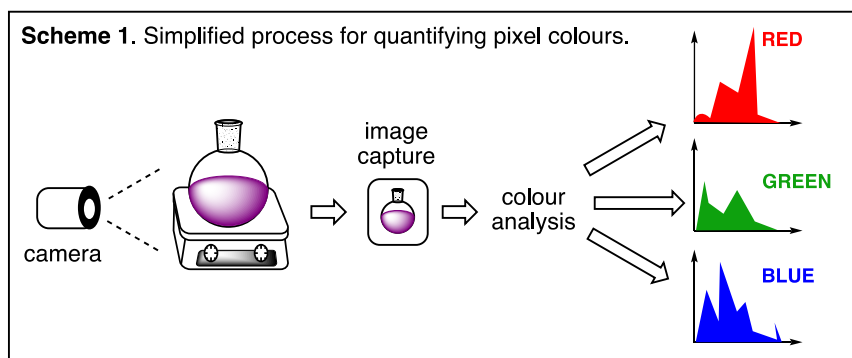 Scheme 1. Simplified process for quantifying pixel colours.
RED
image
capture
GREEN
colour
analysis
camera
BLUE